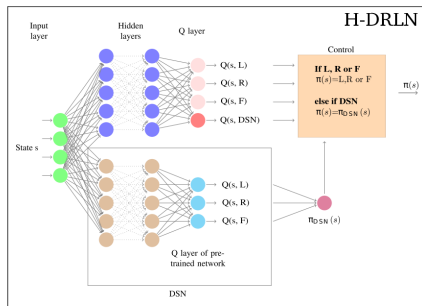 H-DRLN
Input
layer
Hidden
layers
Q layer
Control
Q(s, L)
Q(s, R)
Q(s, F)
Q(s, DSN)
If L, R or F
π(s)=L,R or F
else if DSN
π(s)=π_DSN(s)
π(s)
State s
Q(s, L)
Q(s, R)
Q(s, F)
π_DSN(s)
Q layer of pre-
trained network
DSN